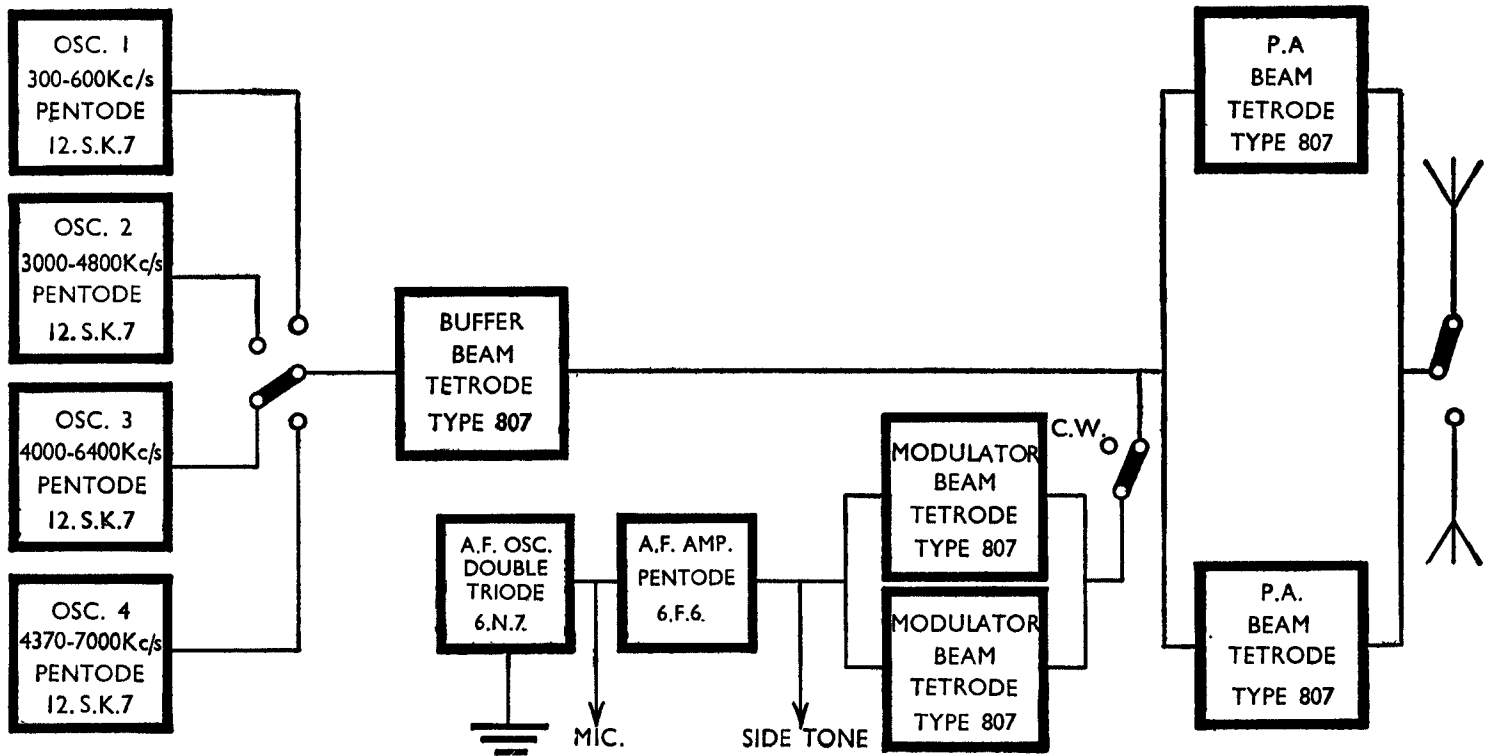 OSC. 1
300-600Kc/s
PENTODE
12.S.K.7
OSC. 2
3000-4800Kc/s
PENTODE
12.S.K.7
OSC. 3
4000-6400Kc/s
PENTODE
12.S.K.7
OSC. 4
4370-7000Kc/s
PENTODE
12.S.K.7
BUFFER
BEAM
TETRODE
TYPE 807
A.F. OSC.
DOUBLE
TRIODE
6.N.7.
MIC.
A.F. AMP.
PENTODE
6.F.6.
SIDE TONE
MODULATOR
BEAM
TETRODE
TYPE 807
MODULATOR
BEAM
TETRODE
TYPE 807
C.W.
P.A
BEAM
TETRODE
TYPE 807
P.A.
BEAM
TETRODE
TYPE 807